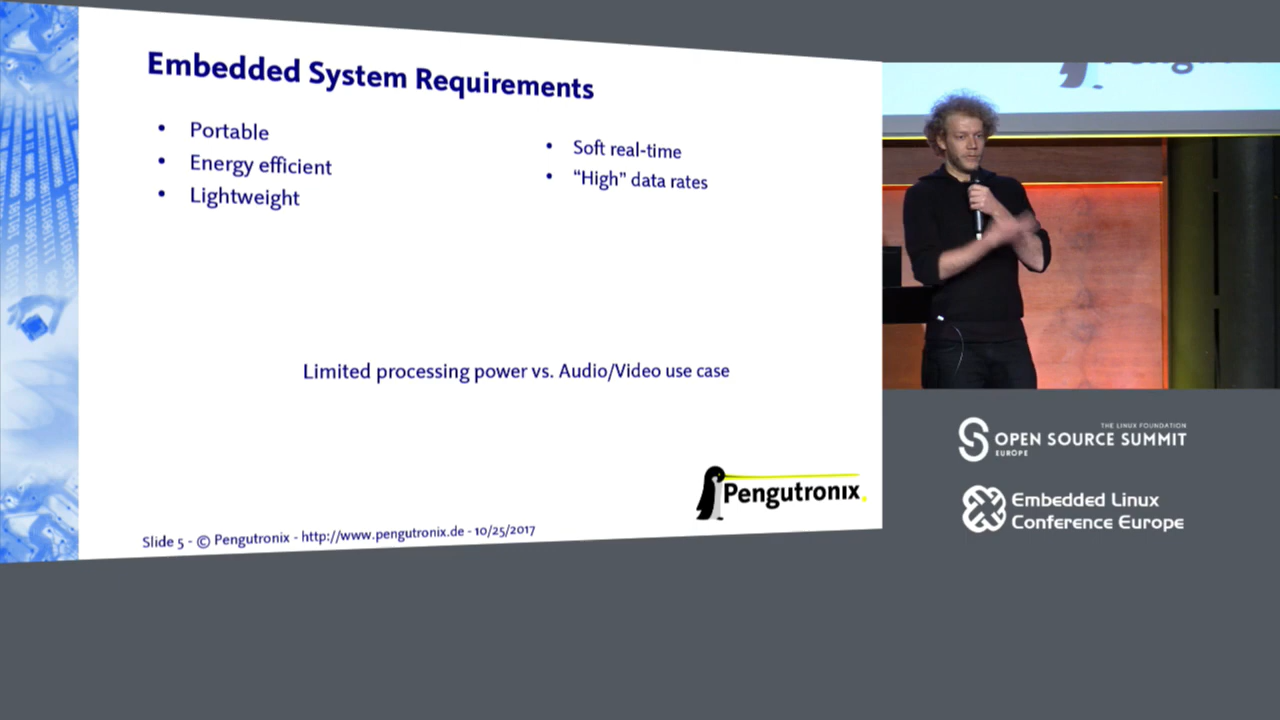 Embedded System Requirements
• Portable
• Energy efficient
• Lightweight
• Soft real-time
• “High” data rates
Limited processing power vs. Audio/Video use case
Pengutronix
Slide 5 - © Pengutronix - http://www.pengutronix.de - 10/25/2017
THE LINUX FOUNDATION
OPEN SOURCE SUMMIT
EUROPE
Embedded Linux
Conference Europe